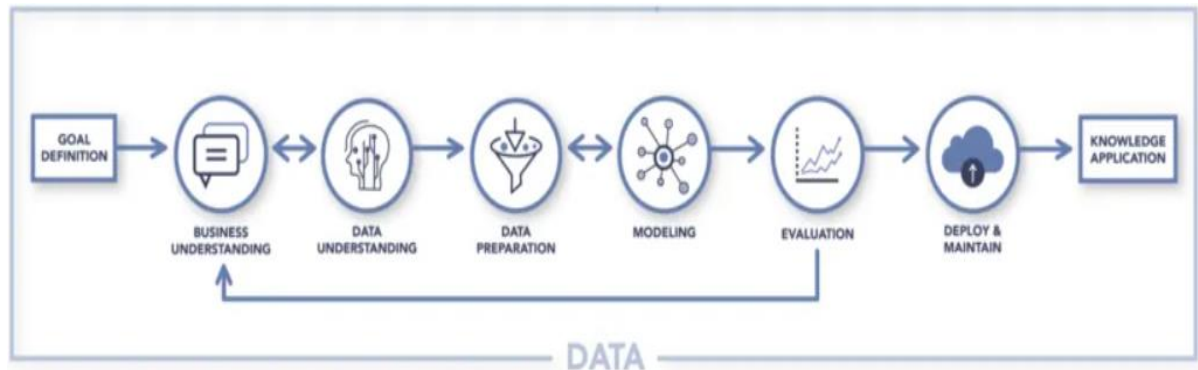 GOAL
DEFINITION
BUSINESS
UNDERSTANDING
DATA
UNDERSTANDING
DATA
PREPARATION
MODELING
EVALUATION
DEPLOY &
MAINTAIN
KNOWLEDGE
APPLICATION
DATA